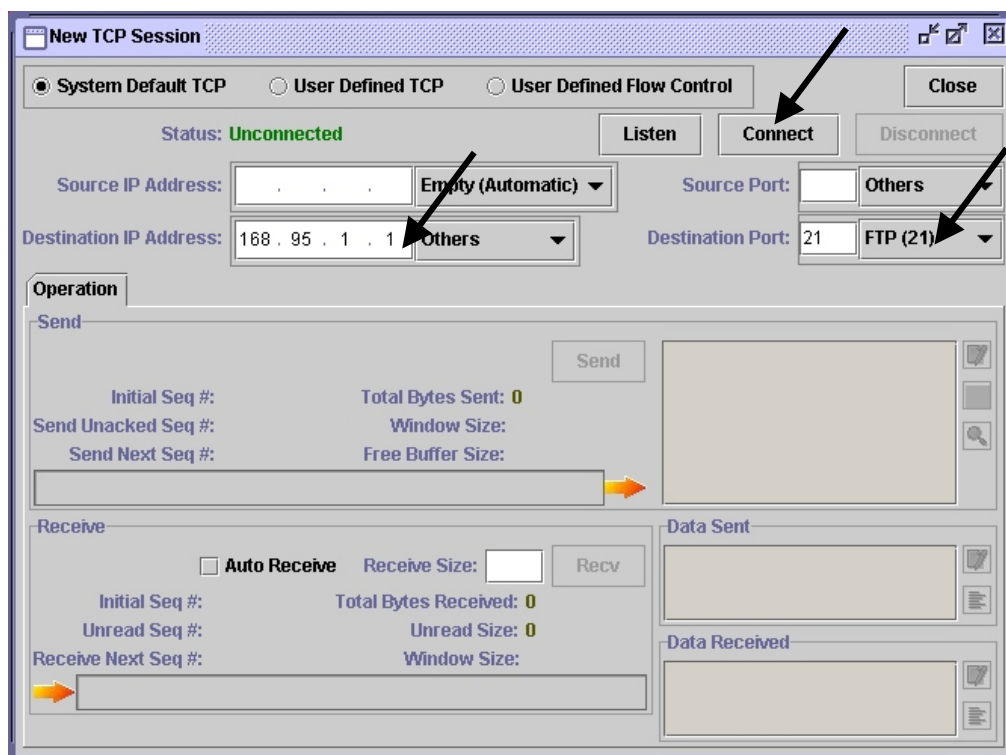 New TCP Session
System Default TCP User Defined TCP User Defined Flow Control Close
Status: Unconnected Listen Connect Disconnect
Source IP Address: . . . Empty (Automatic) Source Port: Others
Destination IP Address: 168 . 95 . 1 . 1 Others Destination Port: 21 FTP (21)
Operation
Send
Send
Initial Seq #: Total Bytes Sent: 0
Send Unacked Seq #: Window Size:
Send Next Seq #: Free Buffer Size:
Receive
Auto Receive Receive Size: Recv
Initial Seq #: Total Bytes Received: 0
Unread Seq #: Unread Size: 0
Receive Next Seq #: Window Size:
Data Sent
Data Received